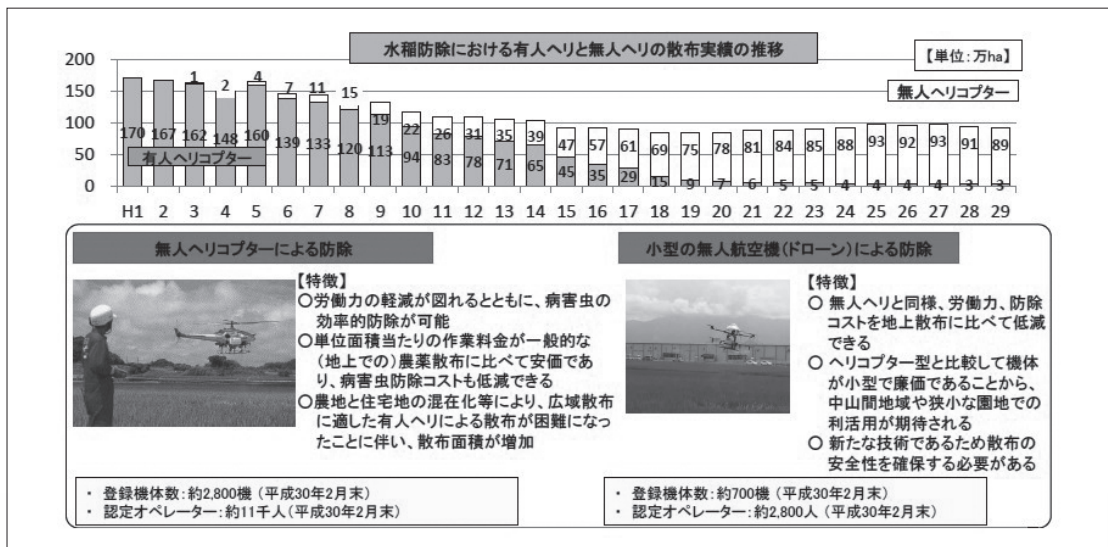 水稲防除における有人ヘリと無人ヘリの散布実績の推移
【単位:万ha】
200
150
100
50
0
無人ヘリコプター
有人ヘリコプター
1 2 4 7 11 15 19 22 26 31 35 39 47 57 61 69 75 78 81 84 85 88 93 92 93 91 89
170 167 162 148 160 139 133 120 113 94 83 78 71 65 45 35 29 15 9 7 6 5 5 4 4 4 4 3 3
H1 2 3 4 5 6 7 8 9 10 11 12 13 14 15 16 17 18 19 20 21 22 23 24 25 26 27 28 29
無人ヘリコプターによる防除
【特徴】
○労働力の軽減が図れるとともに、病害虫の
効率的防除が可能
○単位面積当たりの作業料金が一般的な
(地上での)農薬散布に比べて安価であ
り、病害虫防除コストも低減できる
○農地と住宅地の混在化等により、広域散布
に適した有人ヘリによる散布が困難になっ
たことに伴い、散布面積が増加
・ 登録機体数:約2,800機 (平成30年2月末)
・ 認定オペレーター:約11千人(平成30年2月末)
小型の無人航空機(ドローン)による防除
【特徴】
○ 無人ヘリと同様、労働力、防除
コストを地上散布に比べて低減
できる
○ ヘリコプター型と比較して機体
が小型で廉価であることから、
中山間地域や狭小な園地での
利活用が期待される
○ 新たな技術であるため散布の
安全性を確保する必要がある
・ 登録機体数:約700機 (平成30年2月末)
・ 認定オペレーター:約2,800人 (平成30年2月末)